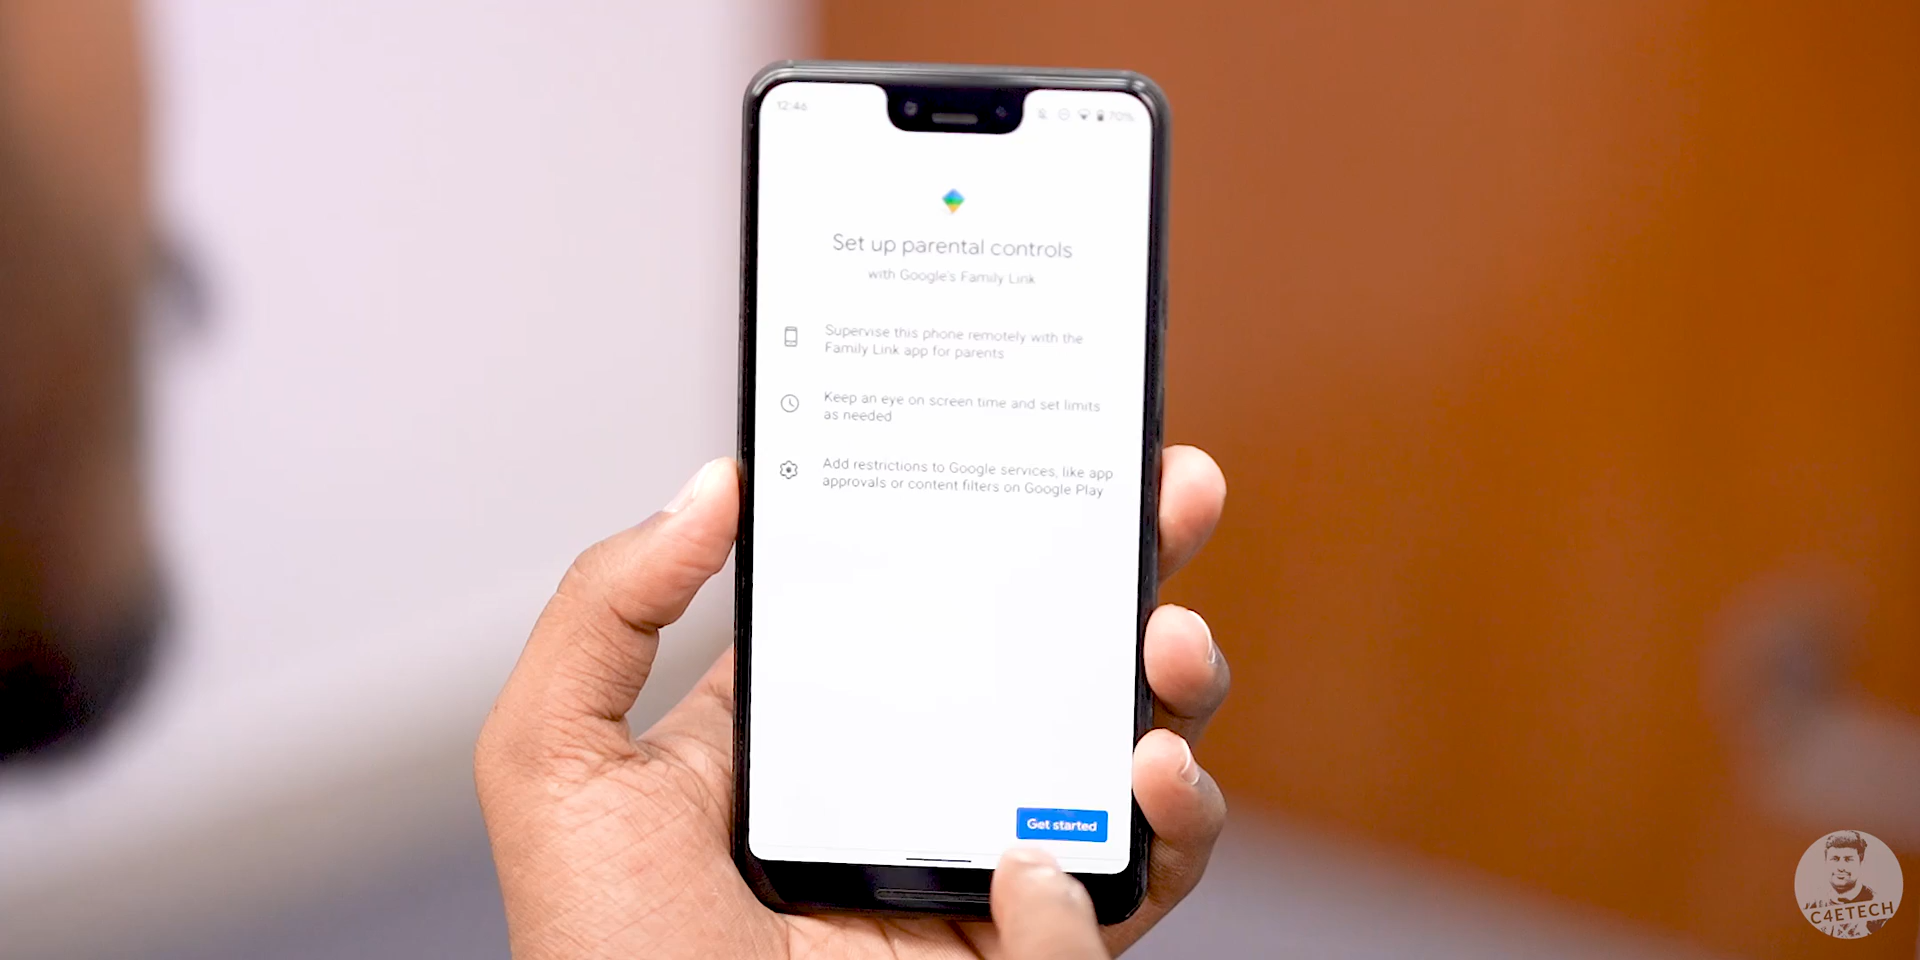 12:46
70%
Set up parental controls
with Google's Family Link
Supervise this phone remotely with the
Family Link app for parents
Keep an eye on screen time and set limits
as needed
Add restrictions to Google services, like app
approvals or content filters on Google Play
Get started
C4ETECH